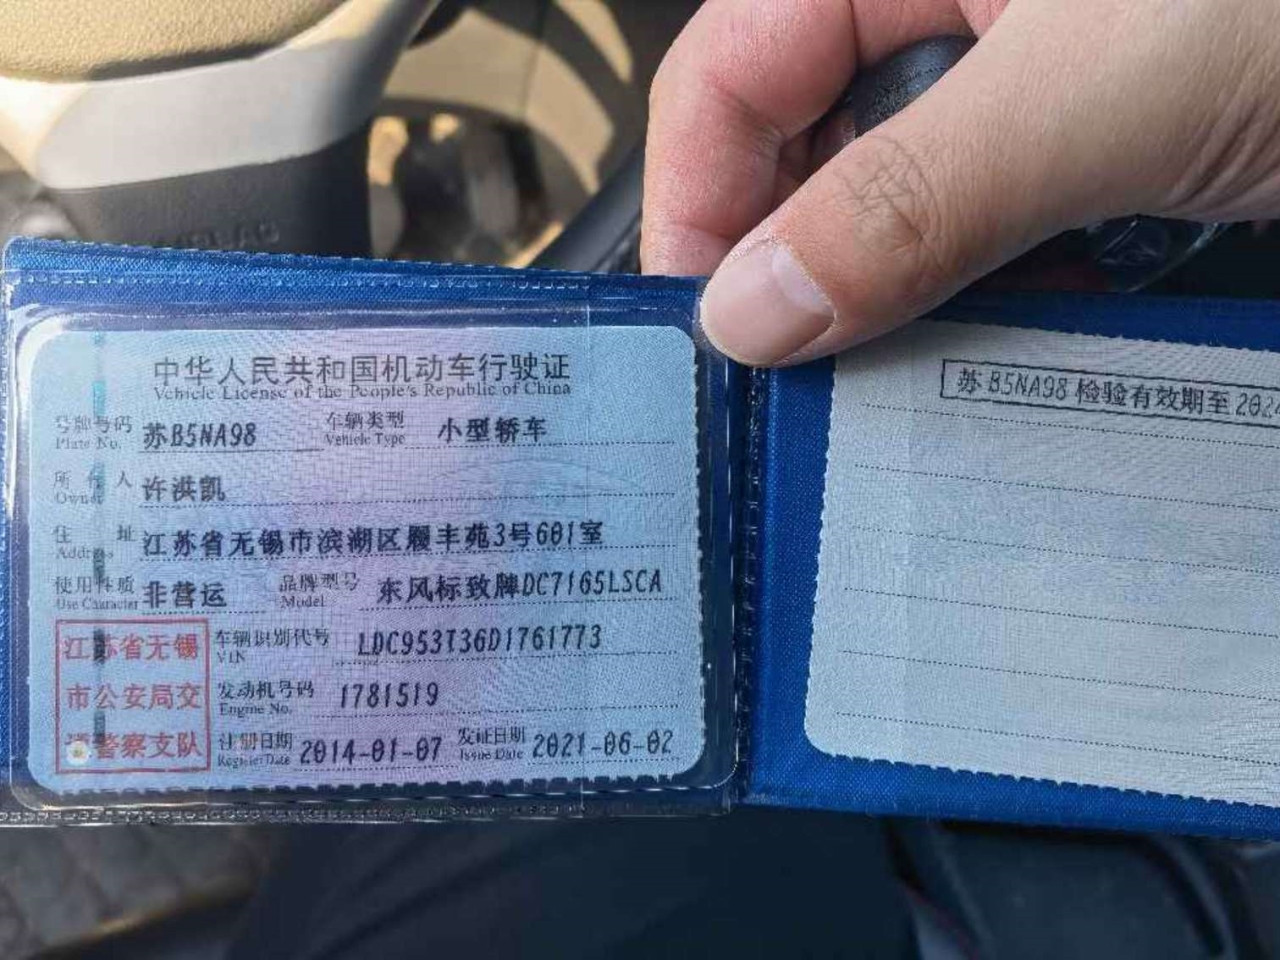 中华人民共和国机动车行驶证
Vehicle License of the People's Republic of China
号牌号码 苏B5NA98 车辆类型 小型轿车
Plate No. Vehicle Type
所有人 许洪凯
Owner
住址 江苏省无锡市滨湖区履丰苑3号601室
Address
使用性质 非营运 品牌型号 东风标致牌DC7165LSCA
Use Character Model
车辆识别代号 LDC953T36D1761773
VIN
发动机号码 1781519
Engine No.
注册日期 2014-01-07 发证日期 2021-06-02
Register Date Issue Date
江苏省无锡
市公安局交
通警察支队
苏B5NA98 检验有效期至 202